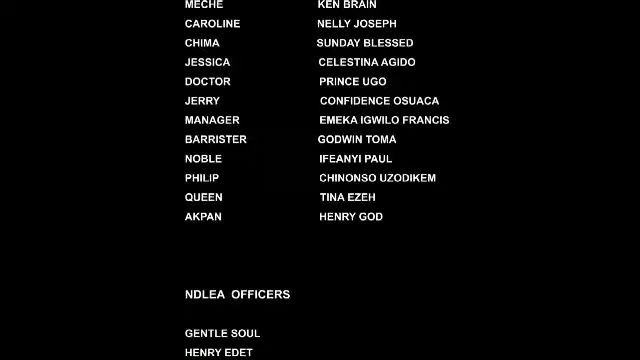 MECHE KEN BRAIN
CAROLINE NELLY JOSEPH
CHIMA SUNDAY BLESSED
JESSICA CELESTINA AGIDO
DOCTOR PRINCE UGO
JERRY CONFIDENCE OSUACA
MANAGER EMEKA IGWILO FRANCIS
BARRISTER GODWIN TOMA
NOBLE IFEANYI PAUL
PHILIP CHINONSO UZODIKEM
QUEEN TINA EZEH
AKPAN HENRY GOD
NDLEA OFFICERS
GENTLE SOUL
HENRY EDET